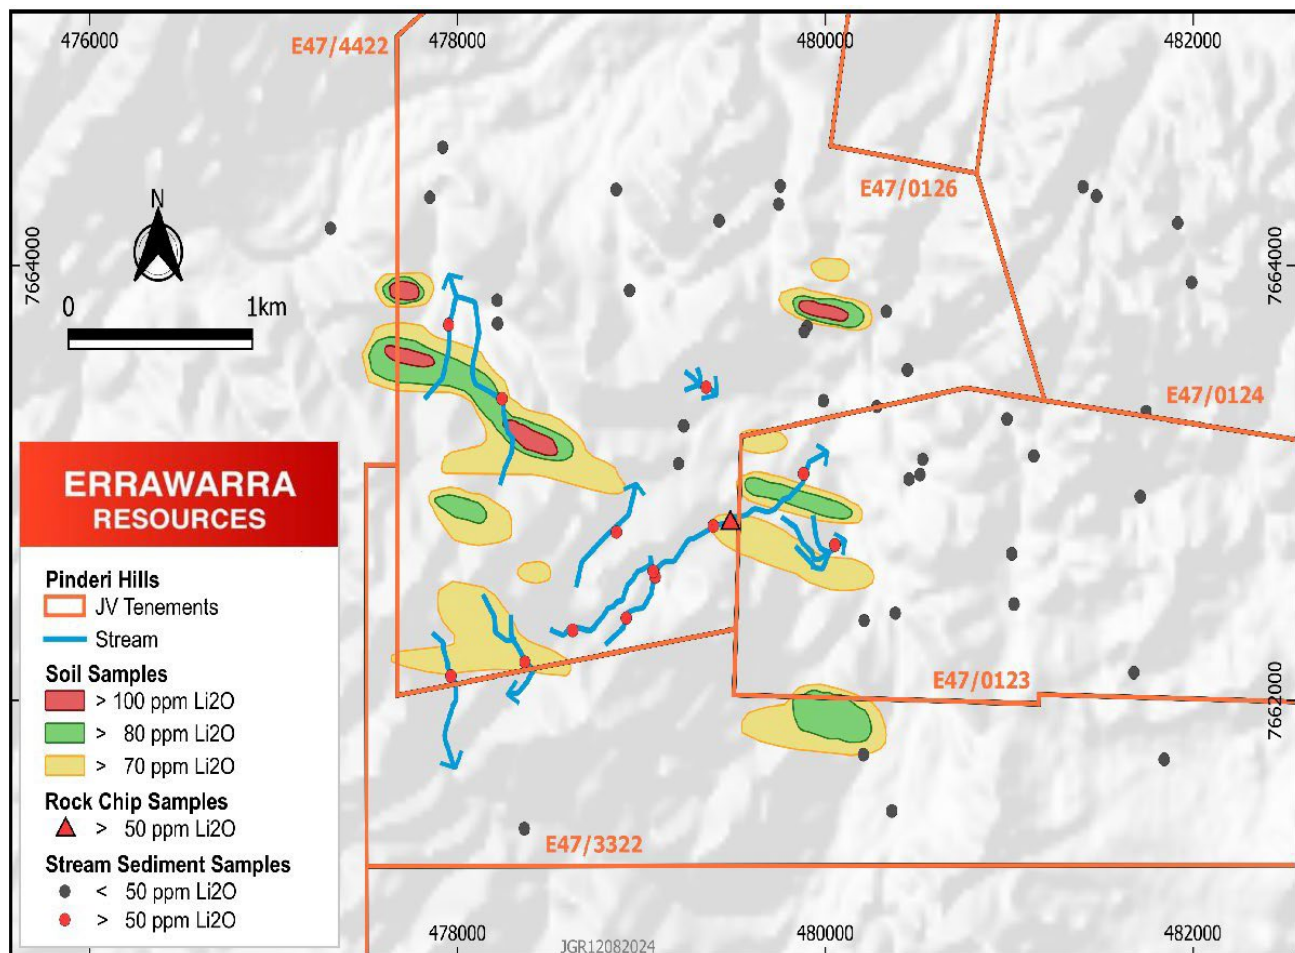 476000
478000
480000
482000
E47/4422
E47/0126
N
7664000
7664000
0
1km
E47/0124
ERRAWARRA
RESOURCES
Pinderi Hills
JV Tenements
Stream
Soil Samples
> 100 ppm Li2O
> 80 ppm Li2O
> 70 ppm Li2O
Rock Chip Samples
> 50 ppm Li2O
Stream Sediment Samples
< 50 ppm Li2O
> 50 ppm Li2O
E47/0123
7662000
E47/3322
478000
480000
482000
JGR12082024